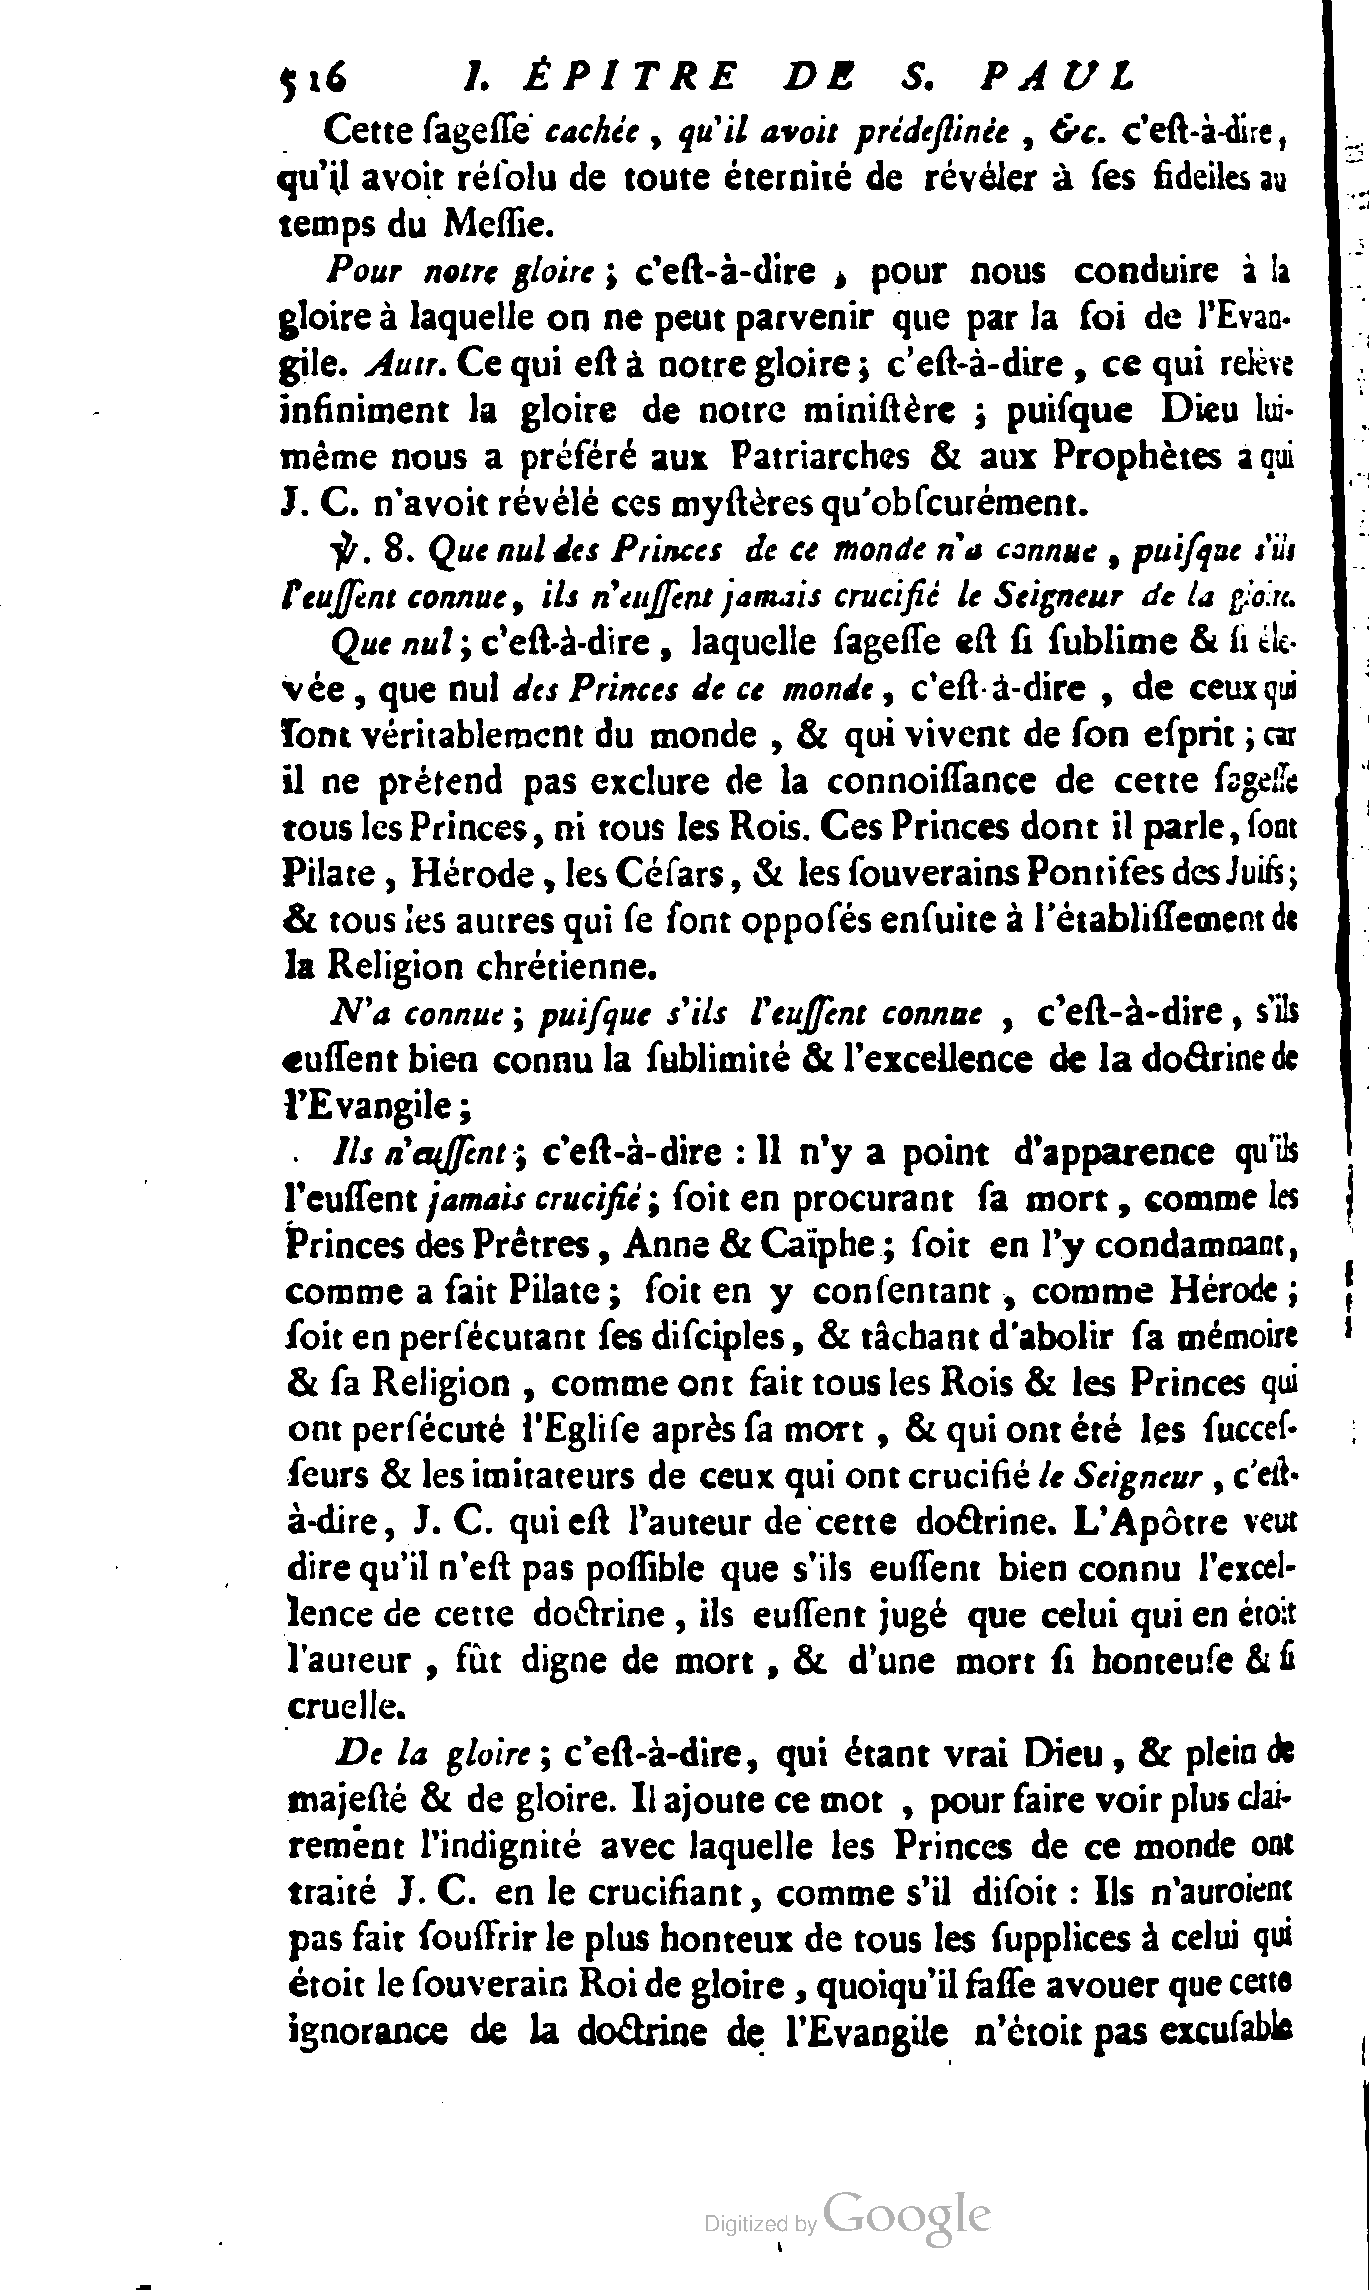 516 I. ÉPITRE DE S. PAUL
Cette ſageſſe cachée, qu'il avoit prédeſtinée, &c. c'eſt-à-dire,
qu'il avoit réſolu de toute éternité de révéler à ſes fideiles au
temps du Meſſie.
Pour notre gloire ; c'eſt-à-dire, pour nous conduire à la
gloire à laquelle on ne peut parvenir que par la foi de l'Evan-
gile. Autr. Ce qui eſt à notre gloire ; c'eſt-à-dire, ce qui relève
infiniment la gloire de notre miniſtère ; puiſque Dieu lui-
même nous a préféré aux Patriarches & aux Prophètes à qui
J. C. n'avoit révélé ces myſtères qu'obſcurément.
℣. 8. Que nul des Princes de ce monde n'a connue, puiſque s'ils
l'euſſent connue, ils n'euſſent jamais crucifié le Seigneur de la gloire.
Que nul ; c'eſt-à-dire, laquelle ſageſſe eſt ſi ſublime & ſi éle-
vée, que nul des Princes de ce monde, c'eſt-à-dire, de ceux qui
ſont véritablement du monde, & qui vivent de ſon eſprit ; car
il ne prétend pas exclure de la connoiſſance de cette ſageſſe
tous les Princes, ni tous les Rois. Ces Princes dont il parle, ſont
Pilate, Hérode, les Céſars, & les ſouverains Pontifes des Juifs ;
& tous les autres qui ſe ſont oppoſés enſuite à l'établiſſement de
la Religion chrétienne.
N'a connue ; puiſque s'ils l'euſſent connue, c'eſt-à-dire, s'ils
euſſent bien connu la ſublimité & l'excellence de la doctrine de
l'Evangile ;
Ils n'euſſent ; c'eſt-à-dire : Il n'y a point d'apparence qu'ils
l'euſſent jamais crucifié ; ſoit en procurant ſa mort, comme les
Princes des Prêtres, Anne & Caïphe ; ſoit en l'y condamnant,
comme a fait Pilate ; ſoit en y conſentant, comme Hérode ;
ſoit en perſécutant ſes diſciples, & tâchant d'abolir ſa mémoire
& ſa Religion, comme ont fait tous les Rois & les Princes qui
ont perſécuté l'Egliſe après ſa mort, & qui ont été les ſucceſ-
ſeurs & les imitateurs de ceux qui ont crucifié le Seigneur, c'eſt-
à-dire, J. C. qui eſt l'auteur de cette doctrine. L'Apôtre veut
dire qu'il n'eſt pas poſſible que s'ils euſſent bien connu l'excel-
lence de cette doctrine, ils euſſent jugé que celui qui en étoit
l'auteur, fût digne de mort, & d'une mort ſi honteuſe & ſi
cruelle.
De la gloire ; c'eſt-à-dire, qui étant vrai Dieu, & plein de
majeſté & de gloire. Il ajoute ce mot, pour faire voir plus clai-
rement l'indignité avec laquelle les Princes de ce monde ont
traité J. C. en le crucifiant, comme s'il diſoit : Ils n'auroient
pas fait ſouffrir le plus honteux de tous les ſupplices à celui qui
étoit le ſouverain Roi de gloire, quoiqu'il faſſe avouer que cette
ignorance de la doctrine de l'Evangile n'étoit pas excuſable
Digitized by Google